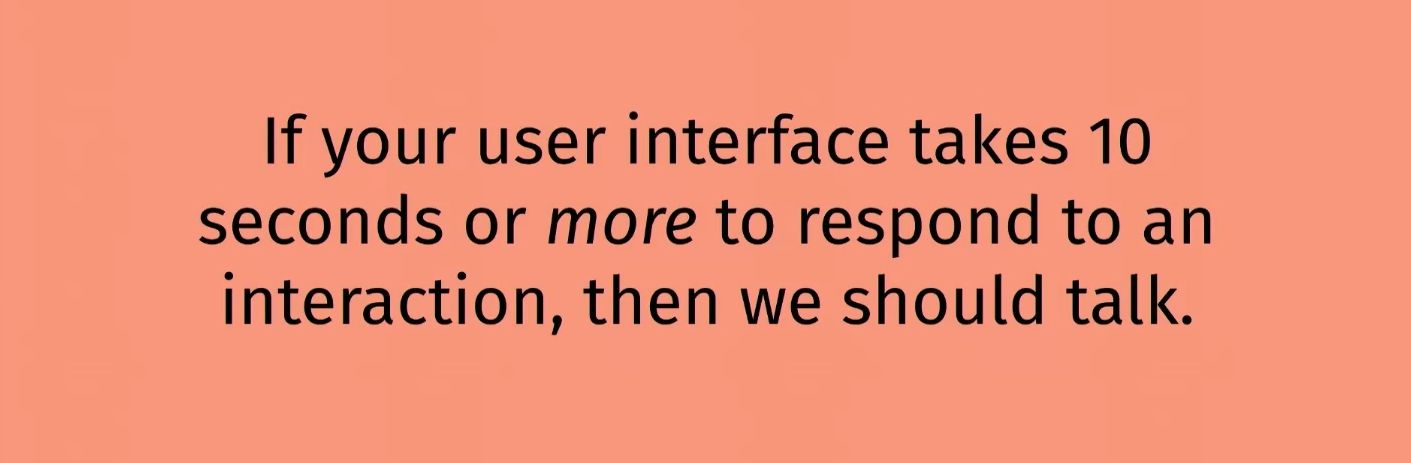 If your user interface takes 10
seconds or more to respond to an
interaction, then we should talk.